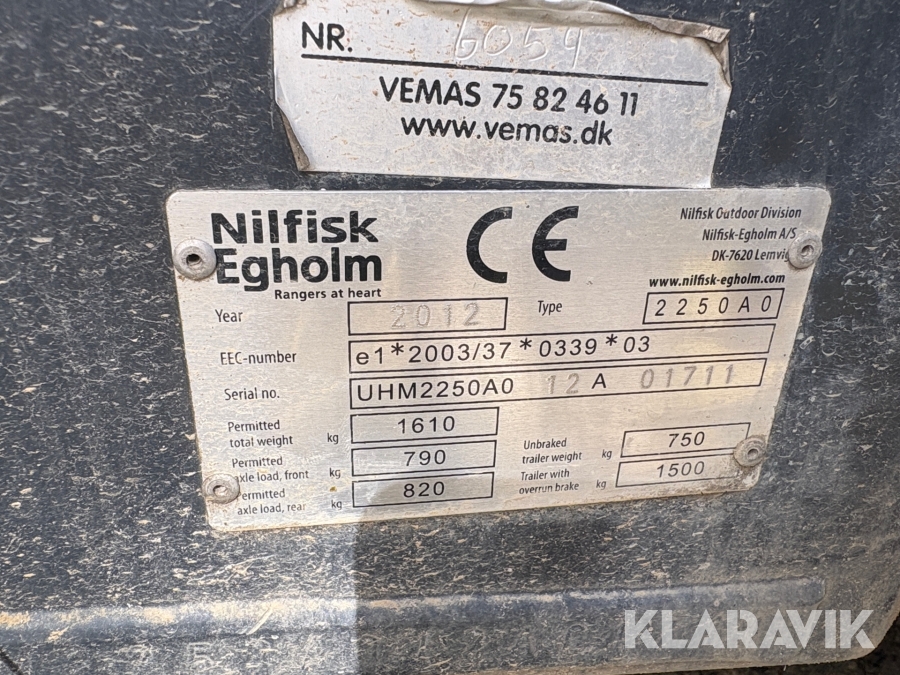 NR. 6059
VEMAS 75 82 46 11
www.vemas.dk
Nilfisk
Egholm
Rangers at heart
CE
Nilfisk Outdoor Division
Nilfisk-Egholm A/S
DK-7620 Lemvig
www.nilfisk-egholm.com
Year 2012 Type 2250A0
EEC-number e1*2003/37*0339*03
Serial no. UHM2250A0 12 A 01711
Permitted
total weight kg 1610
Permitted
axle load, front kg 790
Permitted
axle load, rear kg 820
Unbraked
trailer weight kg 750
Trailer with
overrun brake kg 1500
KLARAVIK